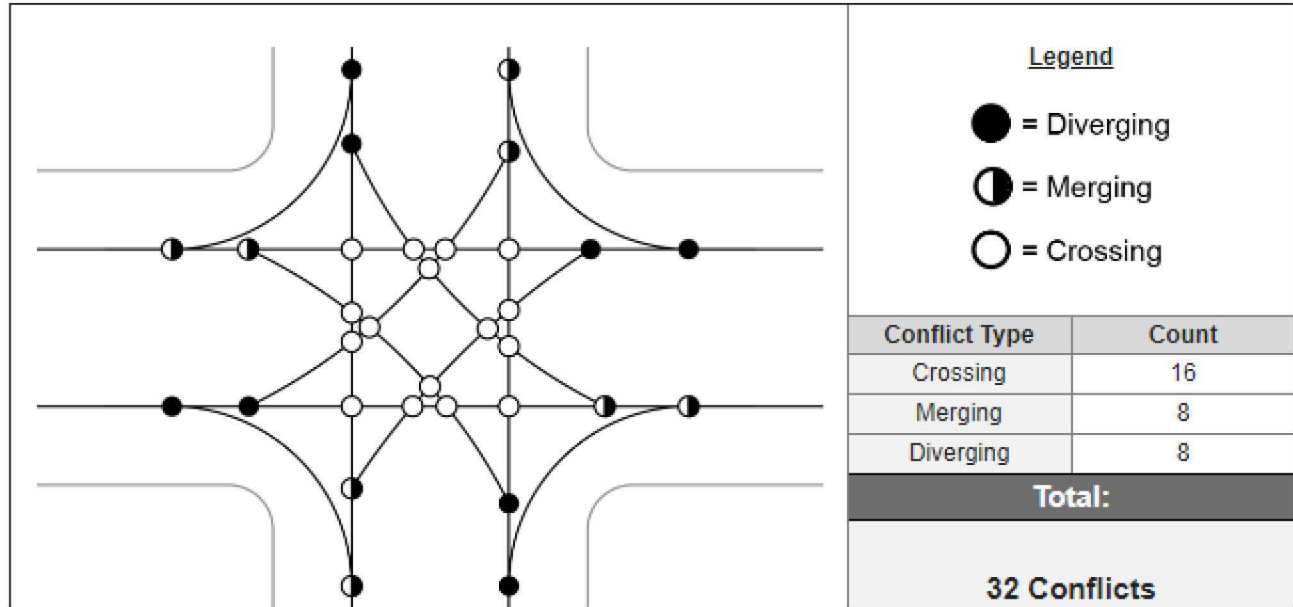 Legend
= Diverging
= Merging
= Crossing
Conflict Type Count
Crossing 16
Merging 8
Diverging 8
Total:
32 Conflicts